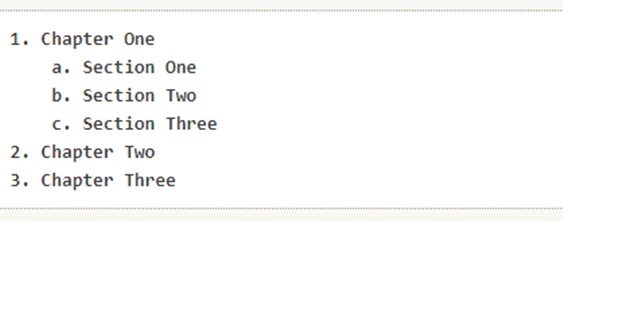 1. Chapter One
a. Section One
b. Section Two
c. Section Three
2. Chapter Two
3. Chapter Three